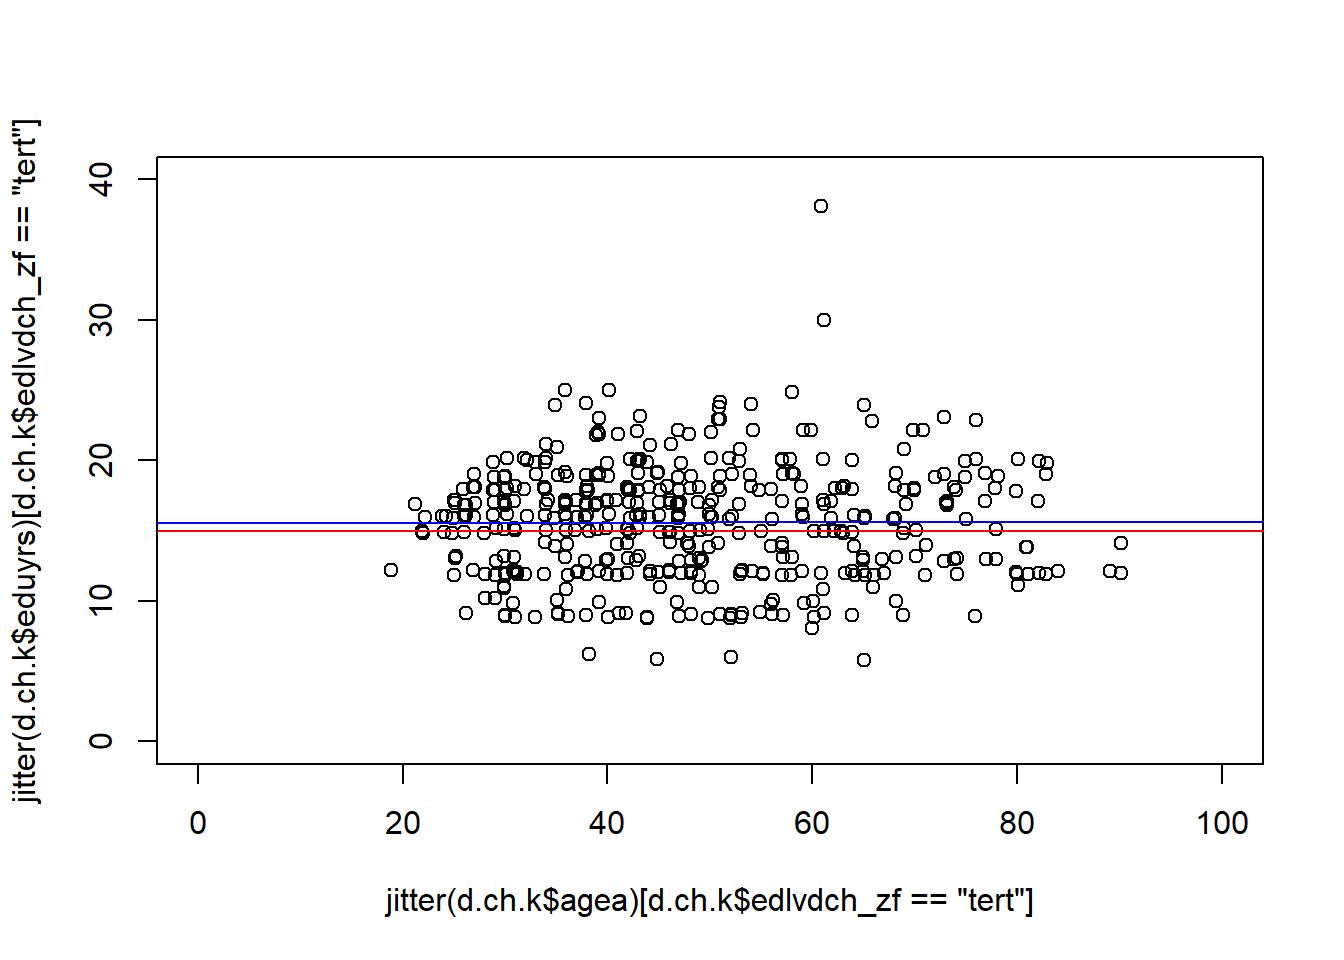 jitter(d.ch.k$eduyrs)[d.ch.k$edlvdch_zf == "tert"]
40
30
20
10
0
0 20 40 60 80 100
jitter(d.ch.k$agea)[d.ch.k$edlvdch_zf == "tert"]